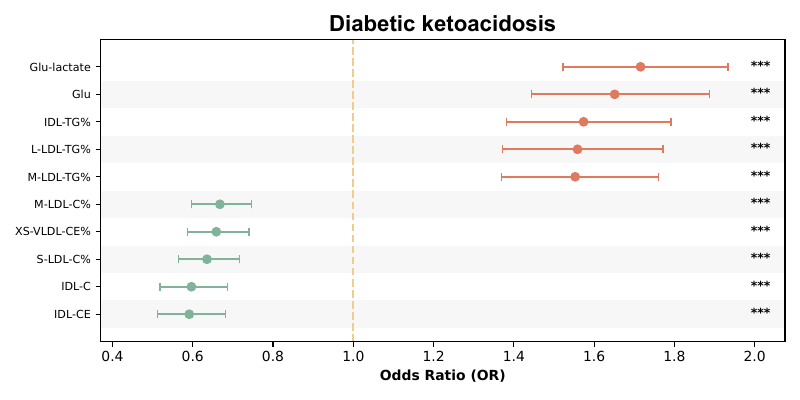 Diabetic ketoacidosis
Glu-lactate ***
Glu ***
IDL-TG% ***
L-LDL-TG% ***
M-LDL-TG% ***
M-LDL-C% ***
XS-VLDL-CE% ***
S-LDL-C% ***
IDL-C ***
IDL-CE ***
0.4 0.6 0.8 1.0 1.2 1.4 1.6 1.8 2.0
Odds Ratio (OR)